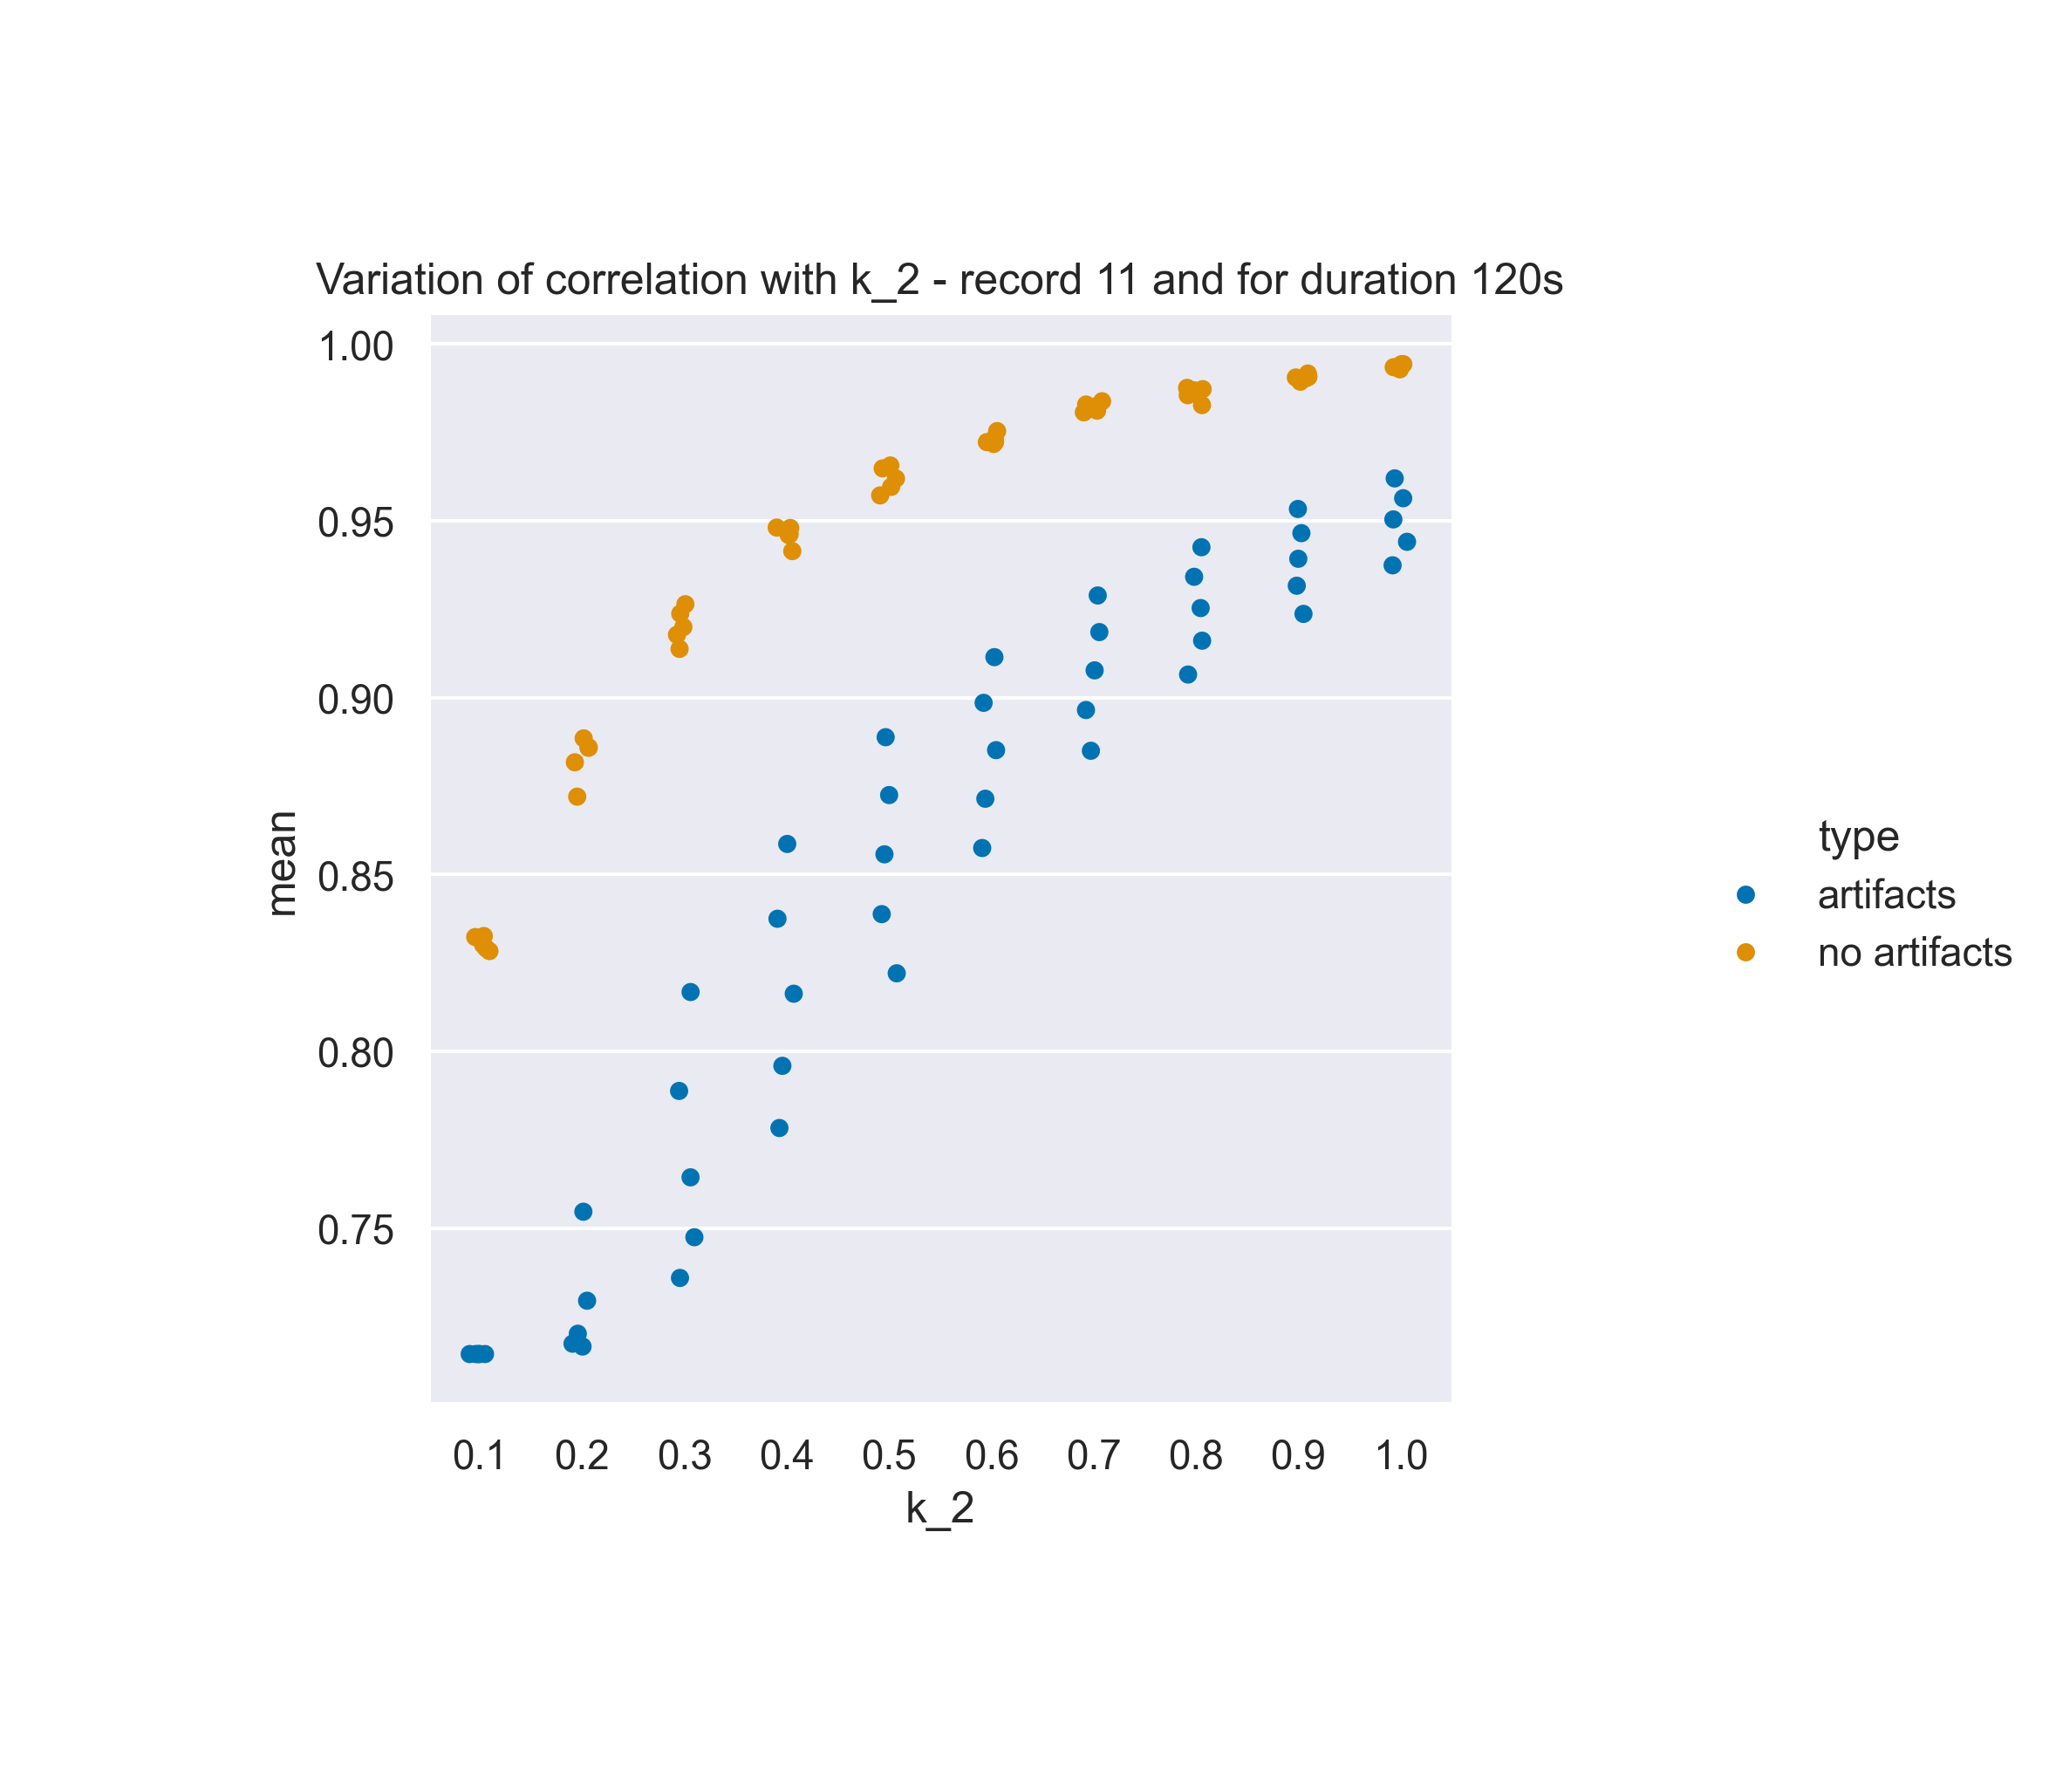 Variation of correlation with k_2 - record 11 and for duration 120s
1.00
0.95
0.90
0.85
0.80
0.75
mean
0.1 0.2 0.3 0.4 0.5 0.6 0.7 0.8 0.9 1.0
k_2
type
artifacts
no artifacts